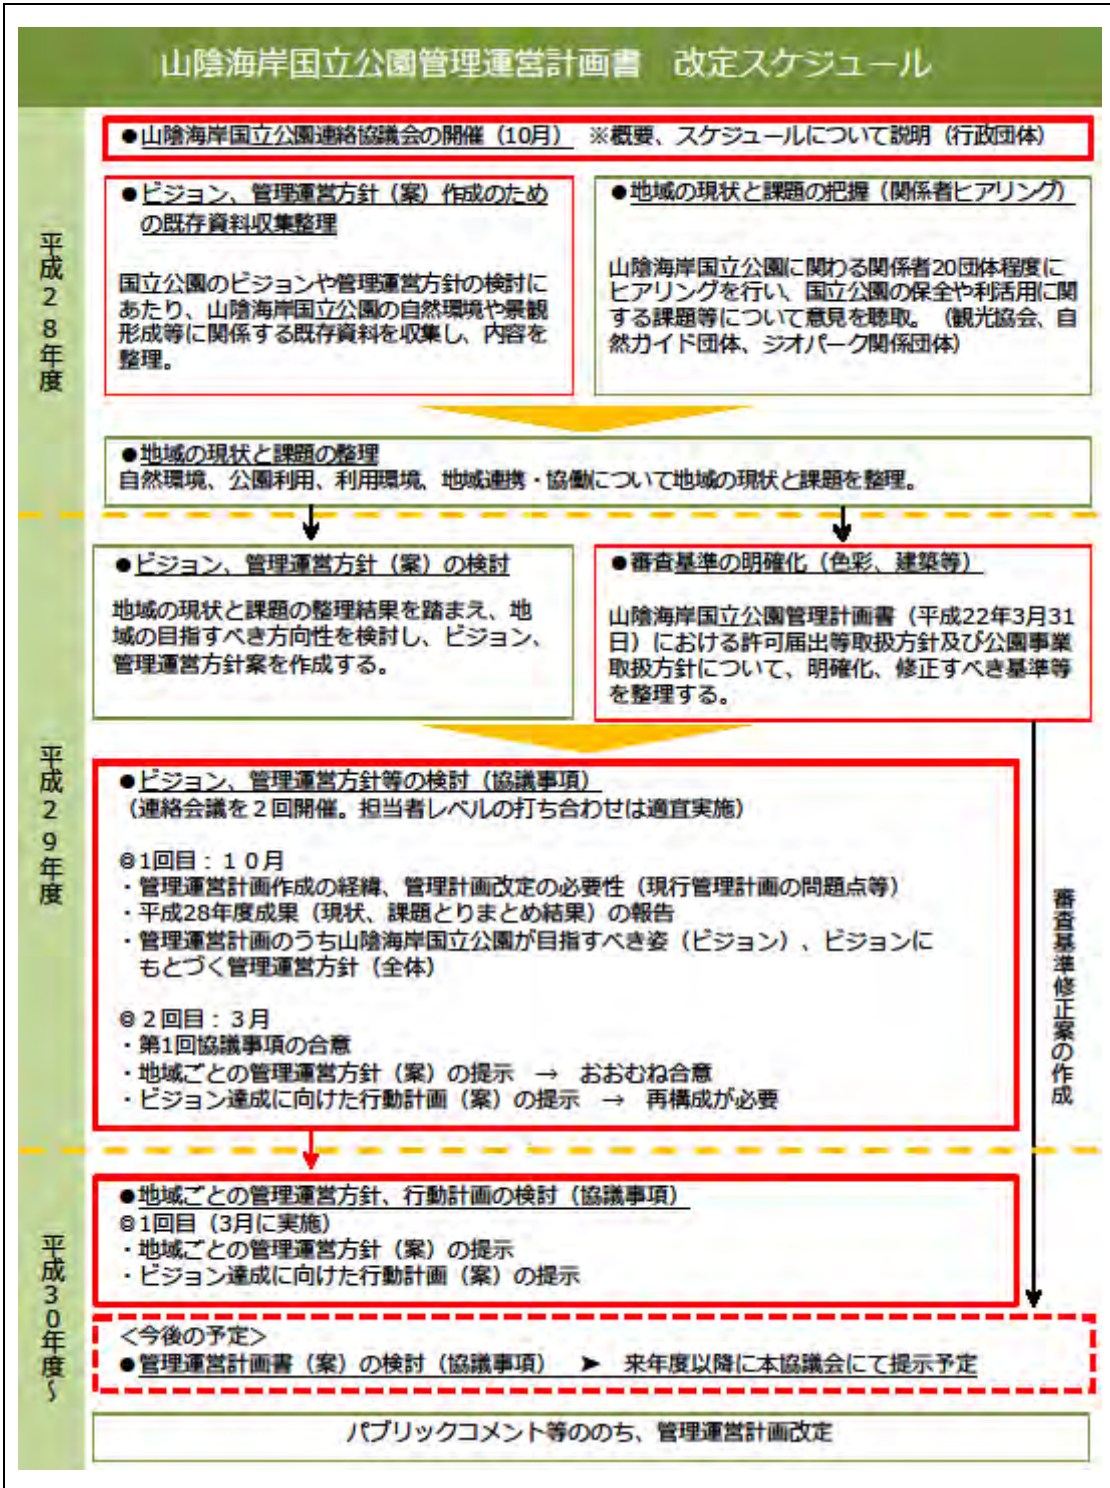 山陰海岸国立公園管理運営計画書　改定スケジュール
平成２８年度
●山陰海岸国立公園連絡協議会の開催（10月）　※概要、スケジュールについて説明（行政団体）
●ビジョン、管理運営方針（案）作成のため
の既存資料収集整理
国立公園のビジョンや管理運営方針の検討に
あたり、山陰海岸国立公園の自然環境や景観
形成等に関係する既存資料を収集し、内容を
整理。
●地域の現状と課題の把握（関係者ヒアリング）
山陰海岸国立公園に関わる関係者20団体程度に
ヒアリングを行い、国立公園の保全や利活用に関
する課題等について意見を聴取。（観光協会、自
然ガイド団体、ジオパーク関係団体）
●地域の現状と課題の整理
自然環境、公園利用、利用環境、地域連携・協働について地域の現状と課題を整理。
平成２９年度
●ビジョン、管理運営方針（案）の検討
地域の現状と課題の整理結果を踏まえ、地
域の目指すべき方向性を検討し、ビジョン、
管理運営方針案を作成する。
●審査基準の明確化（色彩、建築等）
山陰海岸国立公園管理計画書（平成22年3月31
日）における許可届出等取扱方針及び公園事業
取扱方針について、明確化、修正すべき基準等
を整理する。
●ビジョン、管理運営方針等の検討（協議事項）
（連絡会議を２回開催。担当者レベルの打ち合わせは適宜実施）
◎1回目：１０月
・管理運営計画作成の経緯、管理計画改定の必要性（現行管理計画の問題点等）
・平成28年度成果（現状、課題とりまとめ結果）の報告
・管理運営計画のうち山陰海岸国立公園が目指すべき姿（ビジョン）、ビジョンに
もとづく管理運営方針（全体）
◎２回目：３月
・第1回協議事項の合意
・地域ごとの管理運営方針（案）の提示　→　おおむね合意
・ビジョン達成に向けた行動計画（案）の提示　→　再構成が必要
審査基準修正案の作成
平成３０年度～
●地域ごとの管理運営方針、行動計画の検討（協議事項）
◎1回目（3月に実施）
・地域ごとの管理運営方針（案）の提示
・ビジョン達成に向けた行動計画（案）の提示
＜今後の予定＞
●管理運営計画書（案）の検討（協議事項）　➤　来年度以降に本協議会にて提示予定
パブリックコメント等ののち、管理運営計画改定